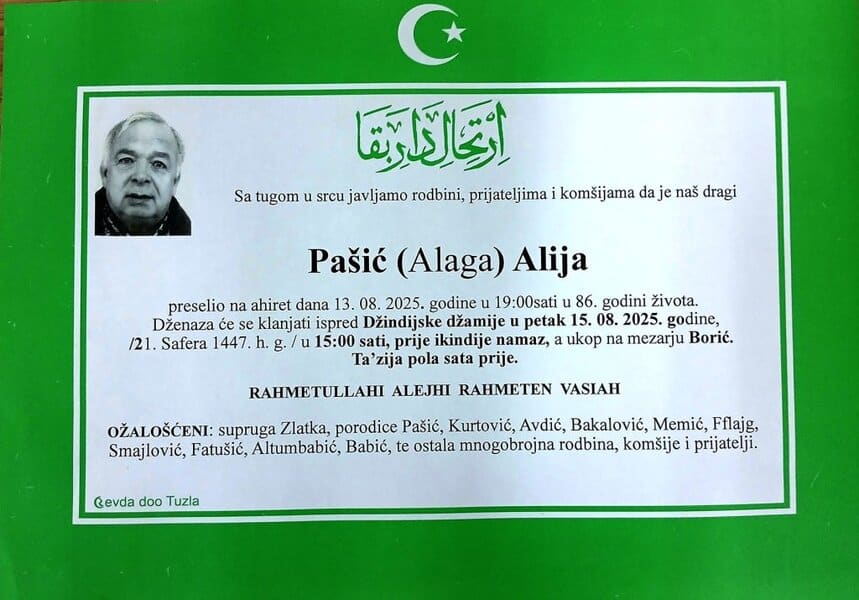 اِرْتِحَالِ دَارِ بَقَا
Sa tugom u srcu javljamo rodbini, prijateljima i komšijama da je naš dragi
Pašić (Alaga) Alija
preselio na ahiret dana 13. 08. 2025. godine u 19:00sati u 86. godini života.
Dženaza će se klanjati ispred Džindijske džamije u petak 15. 08. 2025. godine,
/21. Safera 1447. h. g. / u 15:00 sati, prije ikindije namaz, a ukop na mezarju Borić.
Ta’zija pola sata prije.
RAHMETULLAHI ALEJHI RAHMETEN VASIAH
OŽALOŠĆENI: supruga Zlatka, porodice Pašić, Kurtović, Avdić, Bakalović, Memić, Fflajg,
Smajlović, Fatušić, Altumbabić, Babić, te ostala mnogobrojna rodbina, komšije i prijatelji.
evda doo Tuzla